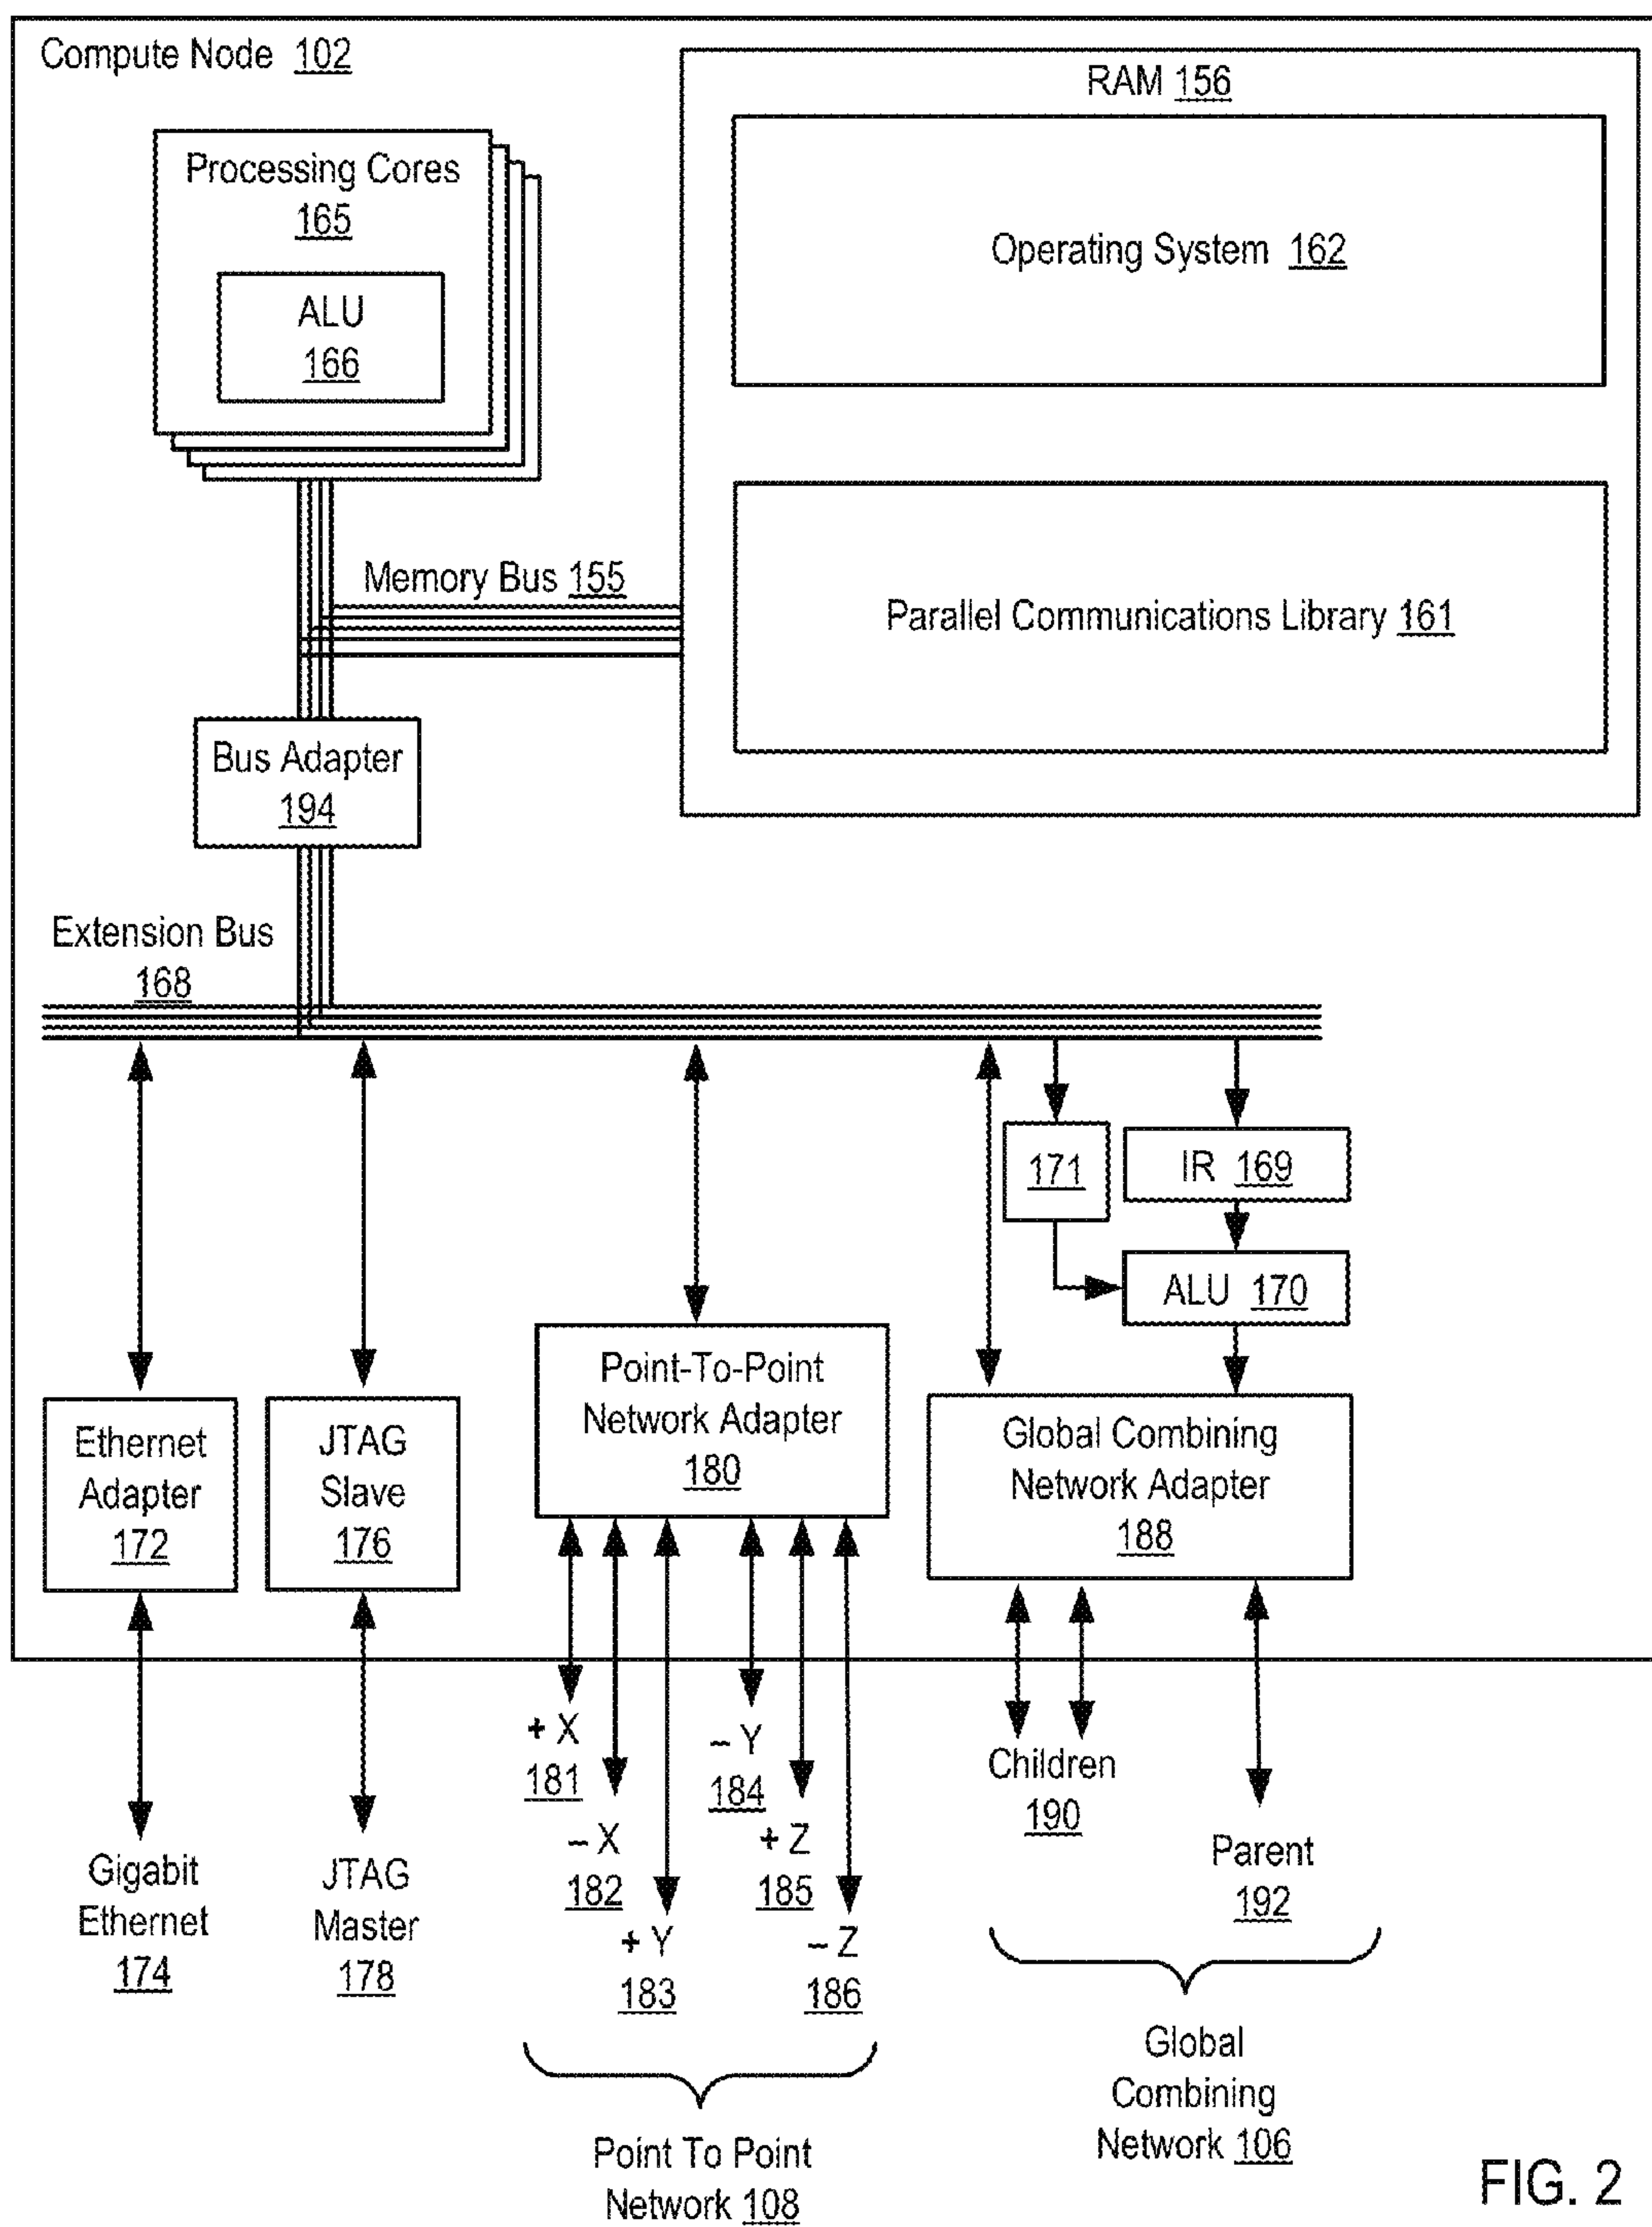 Compute Node 102
RAM 156
Processing Cores
165
ALU
166
Operating System 162
Memory Bus 155
Parallel Communications Library 161
Bus Adapter
194
Extension Bus
168
171
IR 169
ALU 170
Ethernet
Adapter
172
JTAG
Slave
176
Point-To-Point
Network Adapter
180
Global Combining
Network Adapter
188
+ X
181
– X
182
+ Y
183
– Y
184
+ Z
185
– Z
186
Children
190
Parent
192
Gigabit
Ethernet
174
JTAG
Master
178
Point To Point
Network 108
Global
Combining
Network 106
FIG. 2